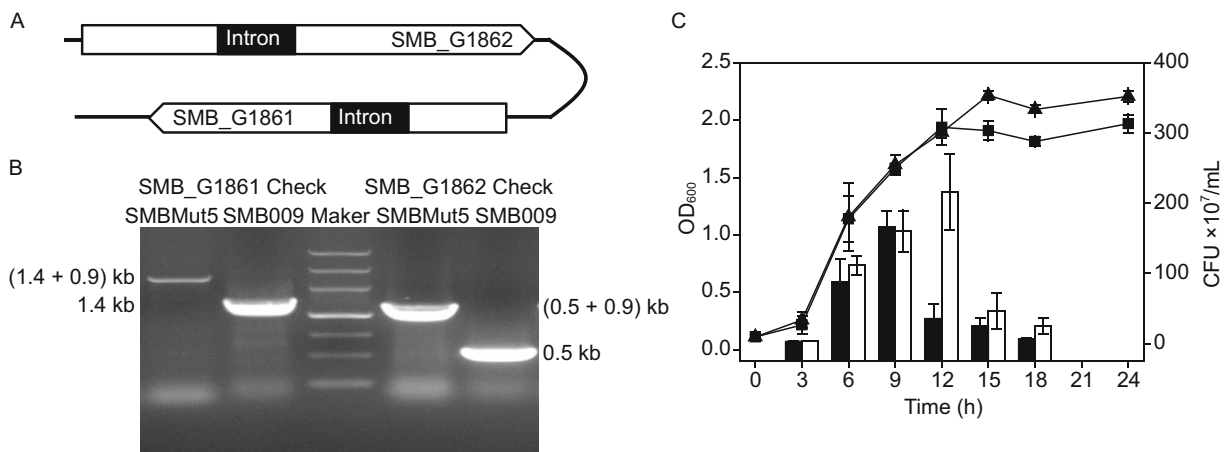 A
Intron
SMB_G1862
SMB_G1861
Intron
B
SMB_G1861 Check SMB_G1862 Check
SMBMut5 SMB009 Maker SMBMut5 SMB009
(1.4 + 0.9) kb
1.4 kb
(0.5 + 0.9) kb
0.5 kb
C
OD600
2.5
2.0
1.5
1.0
0.5
0.0
400
300
200
100
0
CFU ×10⁷/mL
0 3 6 9 12 15 18 21 24
Time (h)